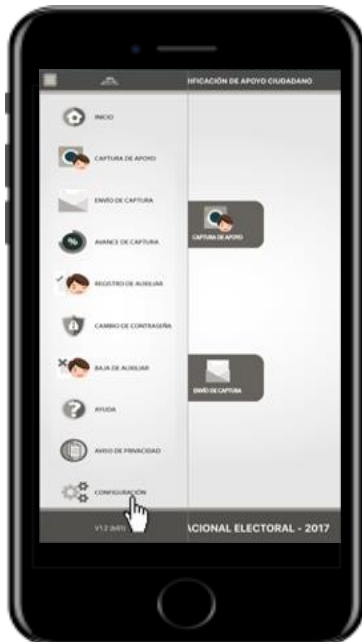 IFICACIÓN DE APOYO CIUDADANO
INICIO
CAPTURA DE APOYO
ENVÍO DE CAPTURA
%
AVANCE DE CAPTURA
REGISTRO DE AUXILIAR
CAMBIO DE CONTRASEÑA
BAJA DE AUXILIAR
?
AYUDA
AVISO DE PRIVACIDAD
CONFIGURACIÓN
CAPTURA DE APOYO
ENVÍO DE CAPTURA
ACIONAL ELECTORAL - 2017